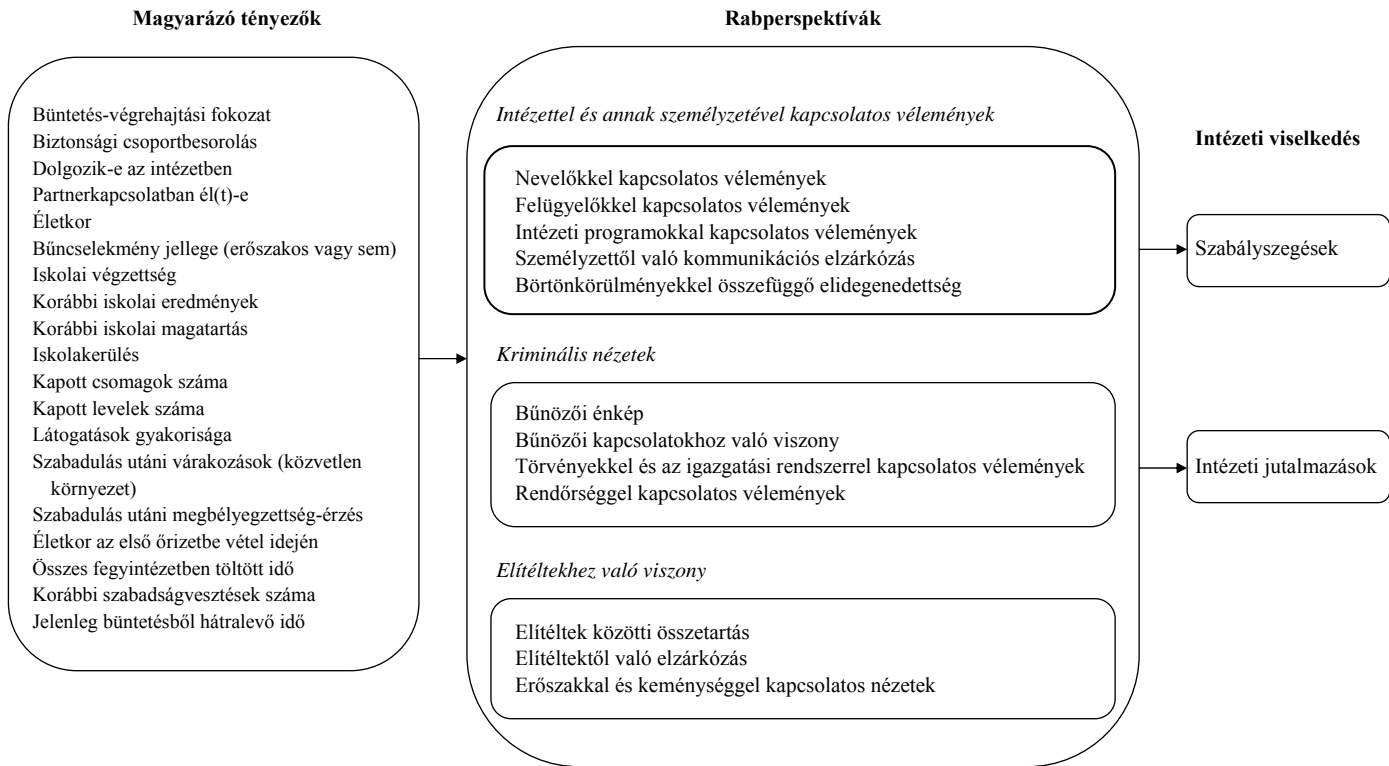 Magyarázó tényezők
Büntetés-végrehajtási fokozat
Biztonsági csoportbesorolás
Dolgozik-e az intézetben
Partnerkapcsolatban él(t)-e
Életkor
Bűncselekmény jellege (erőszakos vagy sem)
Iskolai végzettség
Korábbi iskolai eredmények
Korábbi iskolai magatartás
Iskolakerülés
Kapott csomagok száma
Kapott levelek száma
Látogatások gyakorisága
Szabadulás utáni várakozások (közvetlen
környezet)
Szabadulás utáni megbélyegzettség-érzés
Életkor az első őrizetbe vétel idején
Összes fegyintézetben töltött idő
Korábbi szabadságvesztések száma
Jelenleg büntetésből hátralevő idő
Rabperspektívák
Intézettel és annak személyzetével kapcsolatos vélemények
Nevelőkkel kapcsolatos vélemények
Felügyelőkkel kapcsolatos vélemények
Intézeti programokkal kapcsolatos vélemények
Személyzettől való kommunikációs elzárkózás
Börtönkörülményekkel összefüggő elidegenedettség
Kriminális nézetek
Bűnözői énkép
Bűnözői kapcsolatokhoz való viszony
Törvényekkel és az igazgatási rendszerrel kapcsolatos vélemények
Rendőrséggel kapcsolatos vélemények
Elítéltekhez való viszony
Elítéltek közötti összetartás
Elítéltektől való elzárkózás
Erőszakkal és keménységgel kapcsolatos nézetek
Intézeti viselkedés
Szabályszegések
Intézeti jutalmazások